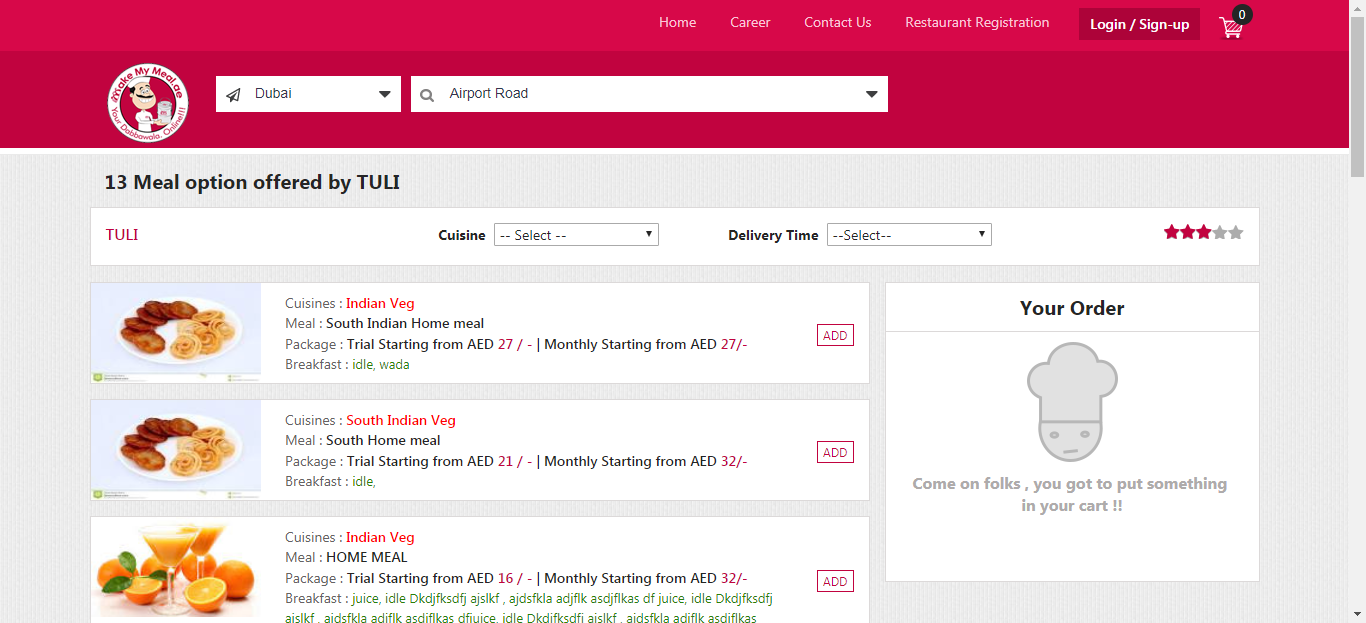 Home
Career
Contact Us
Restaurant Registration
Login / Sign-up
0
Make My Meal.ae
Your Dabbawala, Online!!!
Dubai
Airport Road
13 Meal option offered by TULI
TULI
Cuisine
-- Select --
Delivery Time
--Select--
Cuisines : Indian Veg
Meal : South Indian Home meal
Package : Trial Starting from AED 27 / - | Monthly Starting from AED 27/-
Breakfast : idle, wada
ADD
Cuisines : South Indian Veg
Meal : South Home meal
Package : Trial Starting from AED 21 / - | Monthly Starting from AED 32/-
Breakfast : idle,
ADD
Cuisines : Indian Veg
Meal : HOME MEAL
Package : Trial Starting from AED 16 / - | Monthly Starting from AED 32/-
Breakfast : juice, idle Dkdjfksdfj ajslkf , ajdsfkla adjflk asdjflkas df juice, idle Dkdjfksdfj
ajslkf , ajdsfkla adjflk asdjflkas dfjuice, idle Dkdjfksdfj ajslkf , ajdsfkla adjflk asdjflkas
ADD
Your Order
Come on folks , you got to put something
in your cart !!